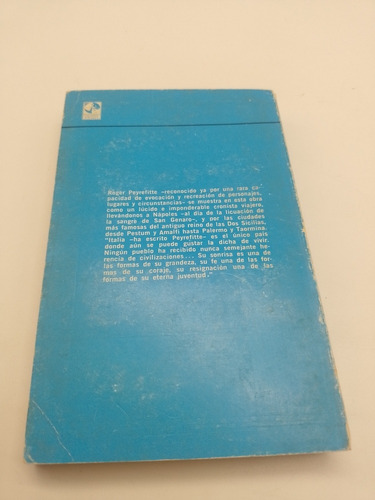 Roger Peyrefitte -reconocido ya por una rara ca-
pacidad de evocación y recreación de personajes,
lugares y circunstancias- se muestra en esta obra
como un lúcido e imponderable cronista viajero,
llevándonos a Nápoles -al día de la licuación de
la sangre de San Genaro-, y por las ciudades
más famosas del antiguo reino de las Dos Sicilias,
desde Pestum y Amalfi hasta Palermo y Taormina.
"Italia -ha escrito Peyrefitte- es el único país
donde aún se puede gustar la dicha de vivir.
Ningún pueblo ha recibido nunca semejante he-
rencia de civilizaciones... Su sonrisa es una de
las formas de su grandeza, su fe una de las for-
mas de su coraje, su resignación una de las
formas de su eterna juventud."